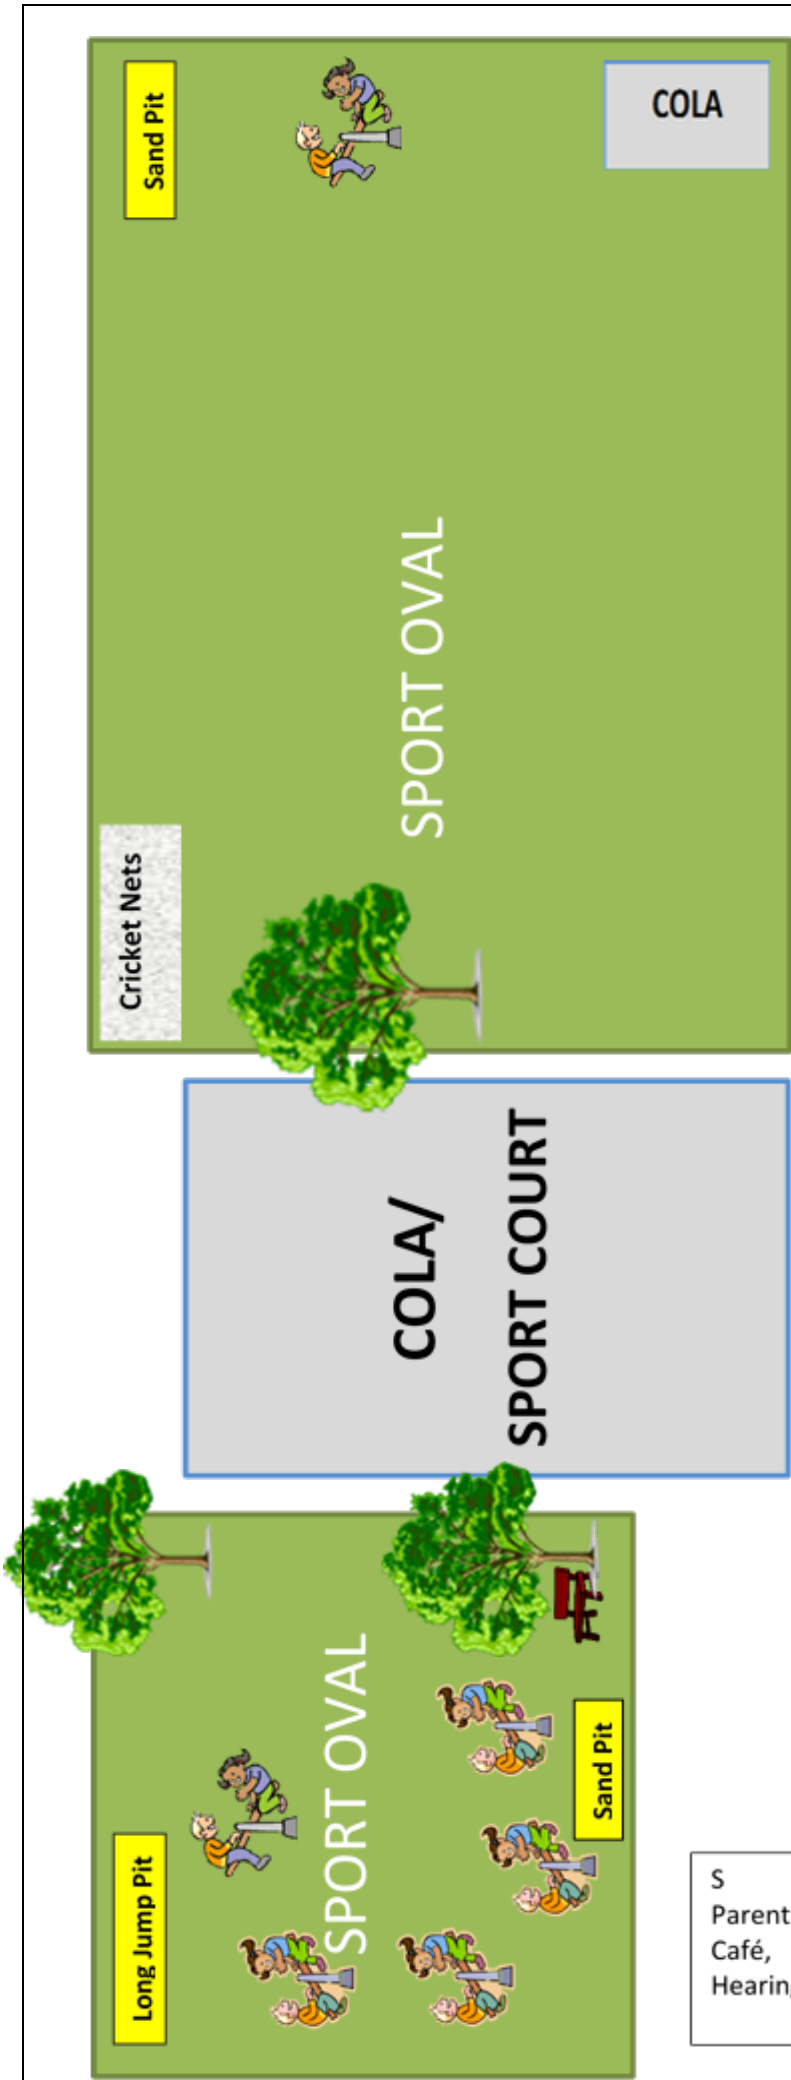 Sand Pit
COLA
SPORT OVAL
Cricket Nets
COLA/
SPORT COURT
SPORT OVAL
Long Jump Pit
Sand Pit
S
Parent
Café,
Hearing